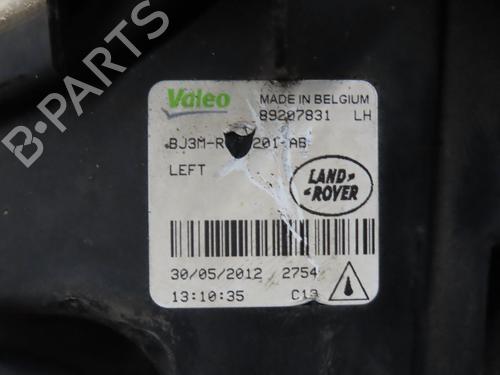 Valeo
MADE IN BELGIUM
89207831 LH
BJ3M-R 201-AB
LEFT
LAND-
-ROVER
30/05/2012 2754
13:10:35 C13
B-PARTS